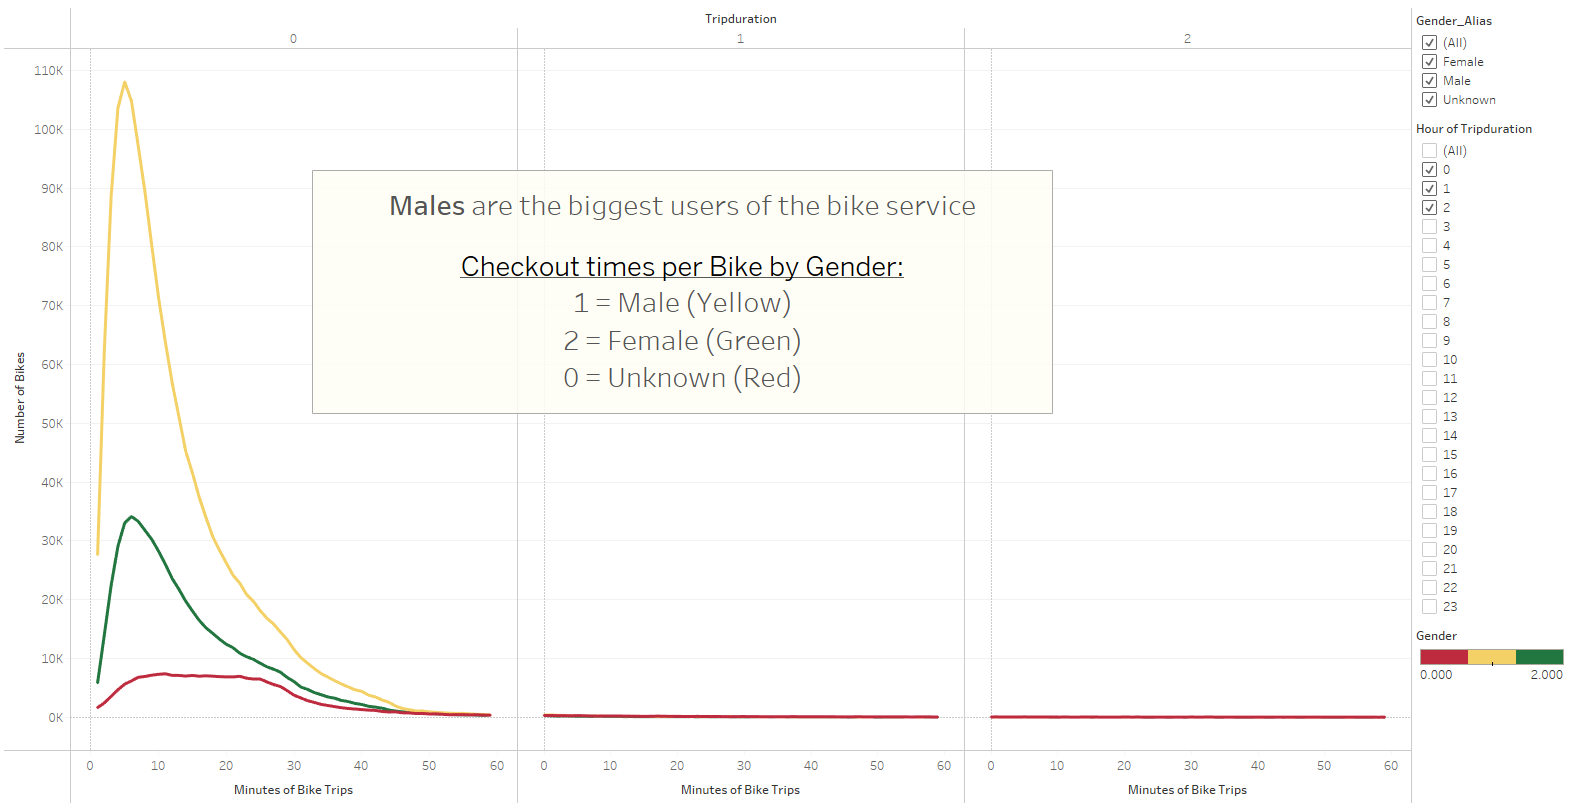 Tripduration
0
1
2
110K
100K
90K
80K
70K
60K
50K
40K
30K
20K
10K
0K
Number of Bikes
Males are the biggest users of the bike service
Checkout times per Bike by Gender:
1 = Male (Yellow)
2 = Female (Green)
0 = Unknown (Red)
0 10 20 30 40 50 60
0 10 20 30 40 50 60
0 10 20 30 40 50 60
Minutes of Bike Trips
Minutes of Bike Trips
Minutes of Bike Trips
Gender_Alias
(All)
Female
Male
Unknown
Hour of Tripduration
(All)
0
1
2
3
4
5
6
7
8
9
10
11
12
13
14
15
16
17
18
19
20
21
22
23
Gender
0.000 2.000